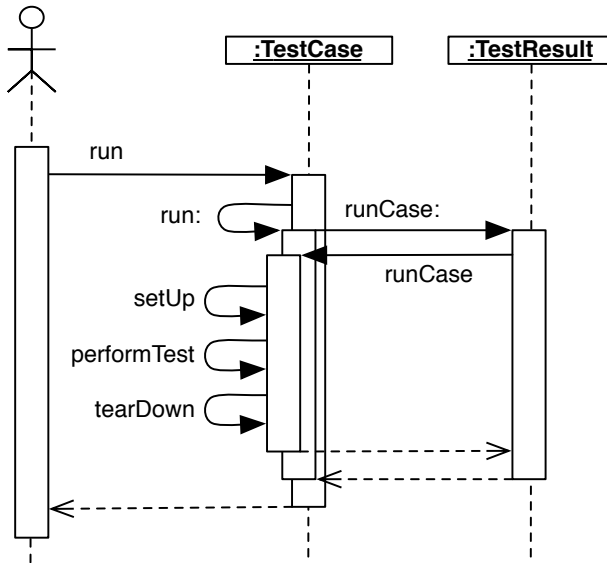 :TestCase
:TestResult
run
run:
runCase:
runCase
setUp
performTest
tearDown